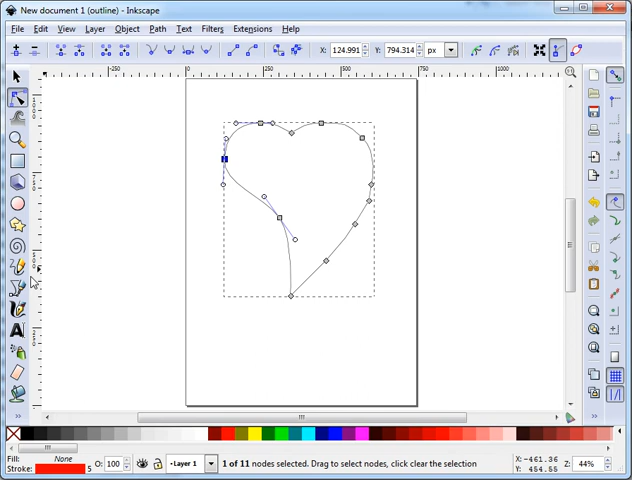 New document 1 (outline) - Inkscape
File Edit View Layer Object Path Text Filters Extensions Help
X: 124.991 Y: 794.314 px
-250 0 250 500 750 1000
Fill: None
Stroke: 5
O: 100
Layer 1
1 of 11 nodes selected. Drag to select nodes, click clear the selection
X: -461.36
Y: 454.55
Z: 44%